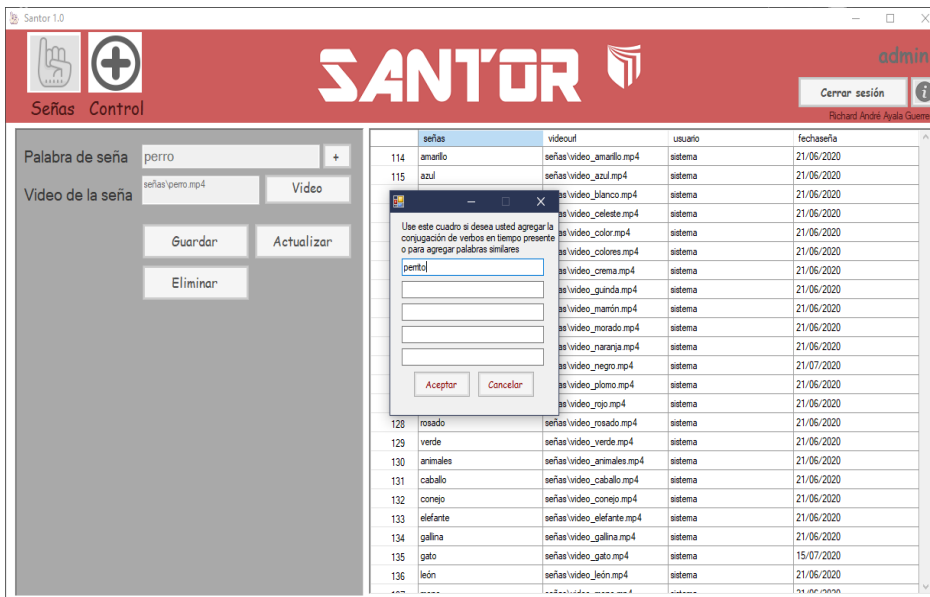 Santor 1.0
SANTOR
admin
Señas Control
Cerrar sesión
Richard André Ayala Guerre
Palabra de seña perro +
Video de la seña señas\perro.mp4 Video
Guardar Actualizar
Eliminar
señas videourl usuario fechaseña
114 amarillo señas\video_amarillo.mp4 sistema 21/06/2020
115 azul señas\video_azul.mp4 sistema 21/06/2020
as\video_blanco.mp4 sistema 21/06/2020
as\video_celeste.mp4 sistema 21/06/2020
as\video_color.mp4 sistema 21/06/2020
as\video_colores.mp4 sistema 21/06/2020
as\video_crema.mp4 sistema 21/06/2020
as\video_guinda.mp4 sistema 21/06/2020
as\video_marrón.mp4 sistema 21/06/2020
as\video_morado.mp4 sistema 21/06/2020
as\video_naranja.mp4 sistema 21/06/2020
as\video_negro.mp4 sistema 21/07/2020
as\video_plomo.mp4 sistema 21/06/2020
as\video_rojo.mp4 sistema 21/06/2020
128 rosado señas\video_rosado.mp4 sistema 21/06/2020
129 verde señas\video_verde.mp4 sistema 21/06/2020
130 animales señas\video_animales.mp4 sistema 21/06/2020
131 caballo señas\video_caballo.mp4 sistema 21/06/2020
132 conejo señas\video_conejo.mp4 sistema 21/06/2020
133 elefante señas\video_elefante.mp4 sistema 21/06/2020
134 gallina señas\video_gallina.mp4 sistema 21/06/2020
135 gato señas\video_gato.mp4 sistema 15/07/2020
136 león señas\video_león.mp4 sistema 21/06/2020
Use este cuadro si desea usted agregar la
conjugación de verbos en tiempo presente
o para agregar palabras similares
perrito
Aceptar Cancelar